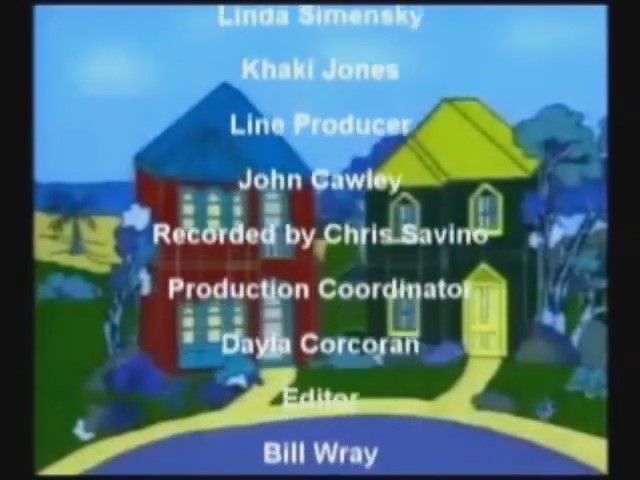 Linda Simensky
Khaki Jones
Line Producer
John Cawley
Recorded by Chris Savino
Production Coordinator
Dayla Corcoran
Editor
Bill Wray